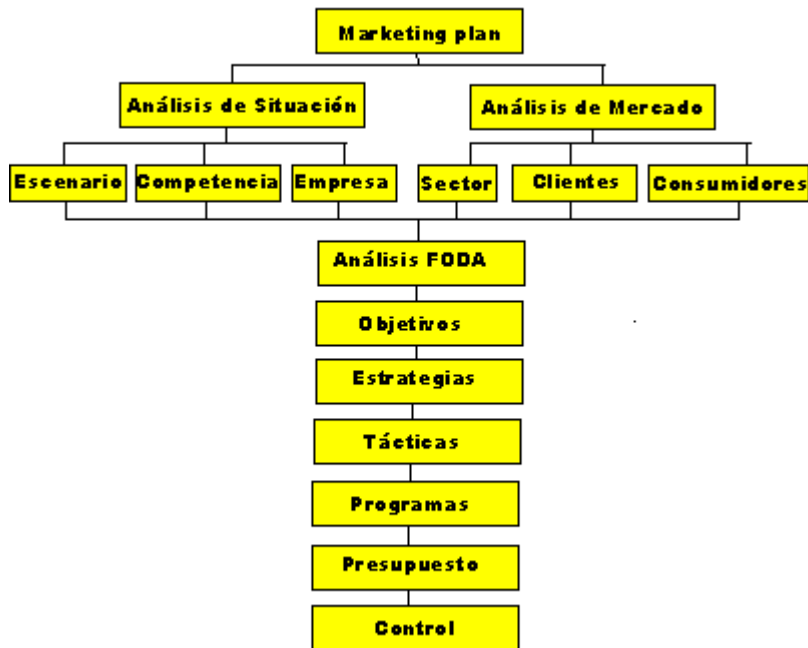 Marketing plan
Análisis de Situación
Análisis de Mercado
Escenario
Competencia
Empresa
Sector
Clientes
Consumidores
Análisis FODA
Objetivos
Estrategias
Tácticas
Programas
Presupuesto
Control